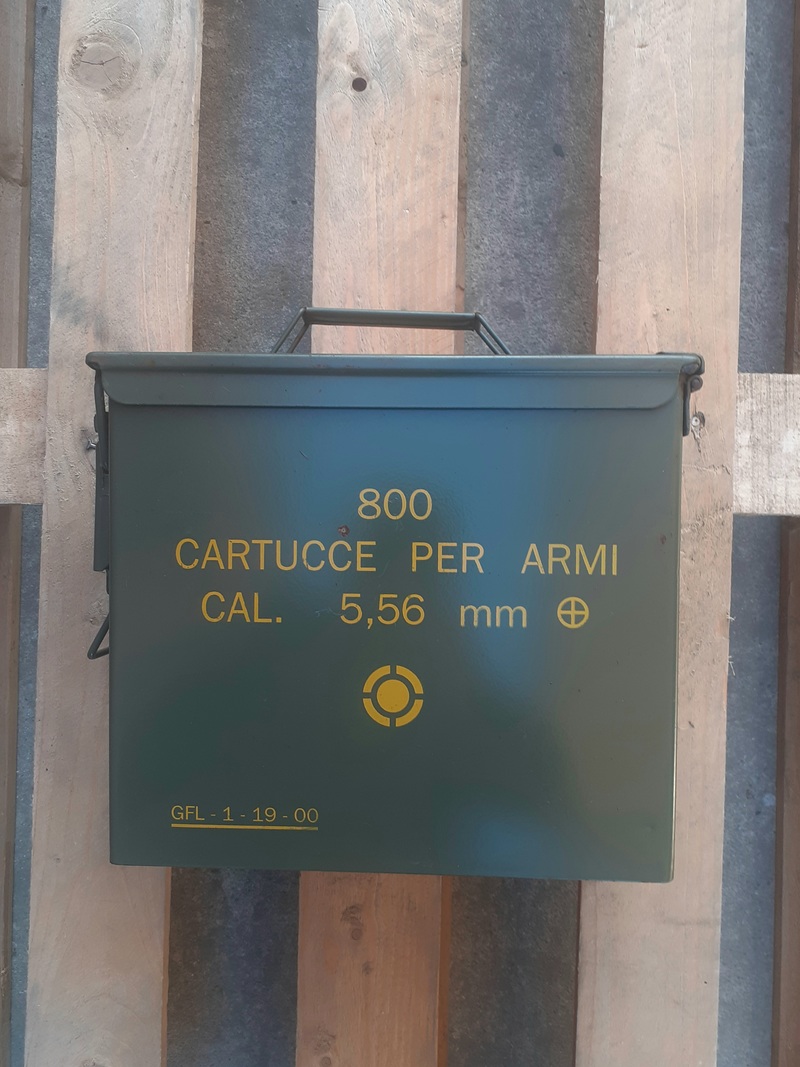 800
CARTUCCE PER ARMI
CAL. 5,56 mm ⊕
GFL - 1 - 19 - 00